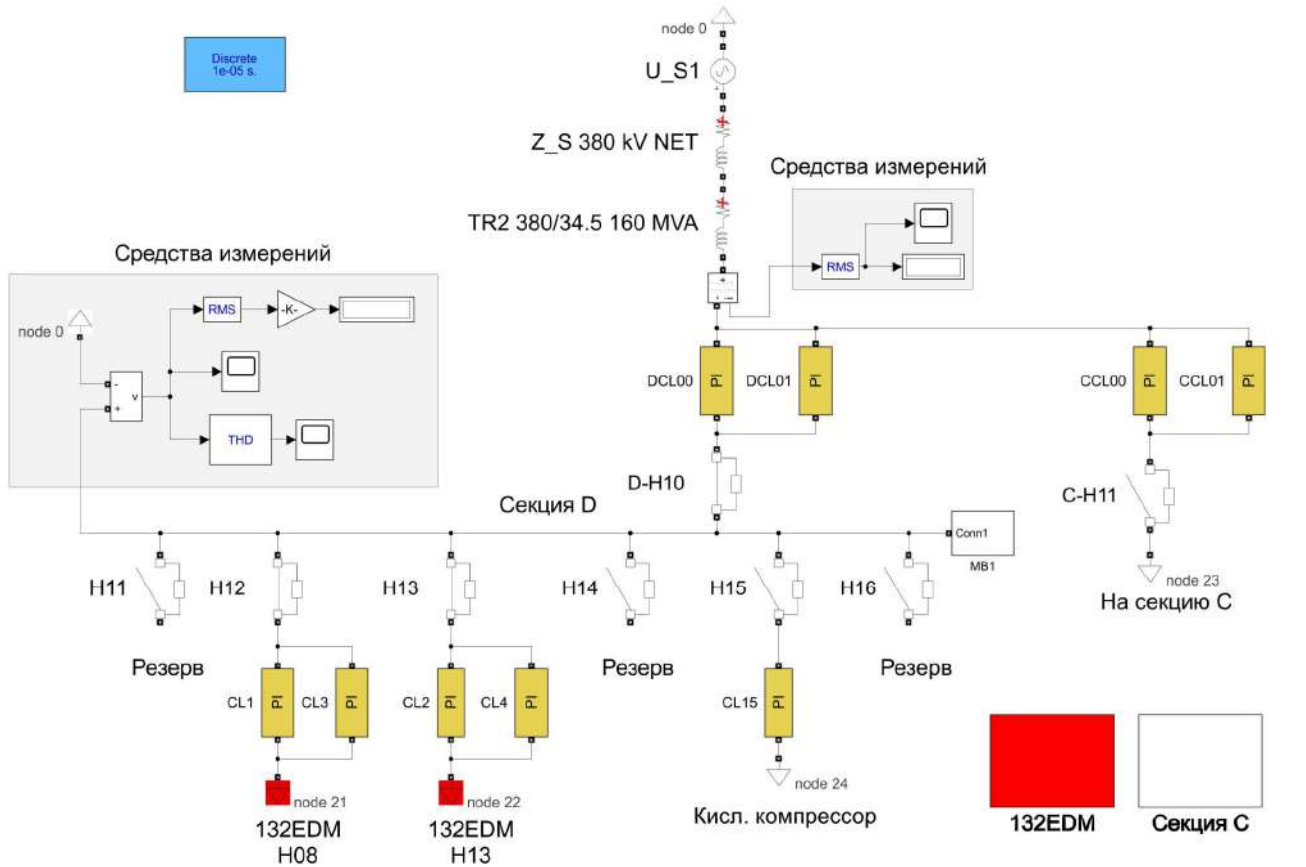 node 0
Discrete
1e-05 s.
U_S1
Z_S 380 kV NET
Средства измерений
TR2 380/34.5 160 MVA
RMS
Средства измерений
RMS
-K-
node 0
v
THD
DCL00
PI
DCL01
PI
CCL00
PI
CCL01
PI
D-H10
C-H11
Секция D
Conn1
MB1
node 23
На секцию С
H11
H12
H13
H14
H15
H16
Резерв
Резерв
Резерв
CL1
PI
CL3
PI
CL2
PI
CL4
PI
CL15
PI
node 21
node 22
node 24
132EDM
H08
132EDM
H13
Кисл. компрессор
132EDM
Секция С